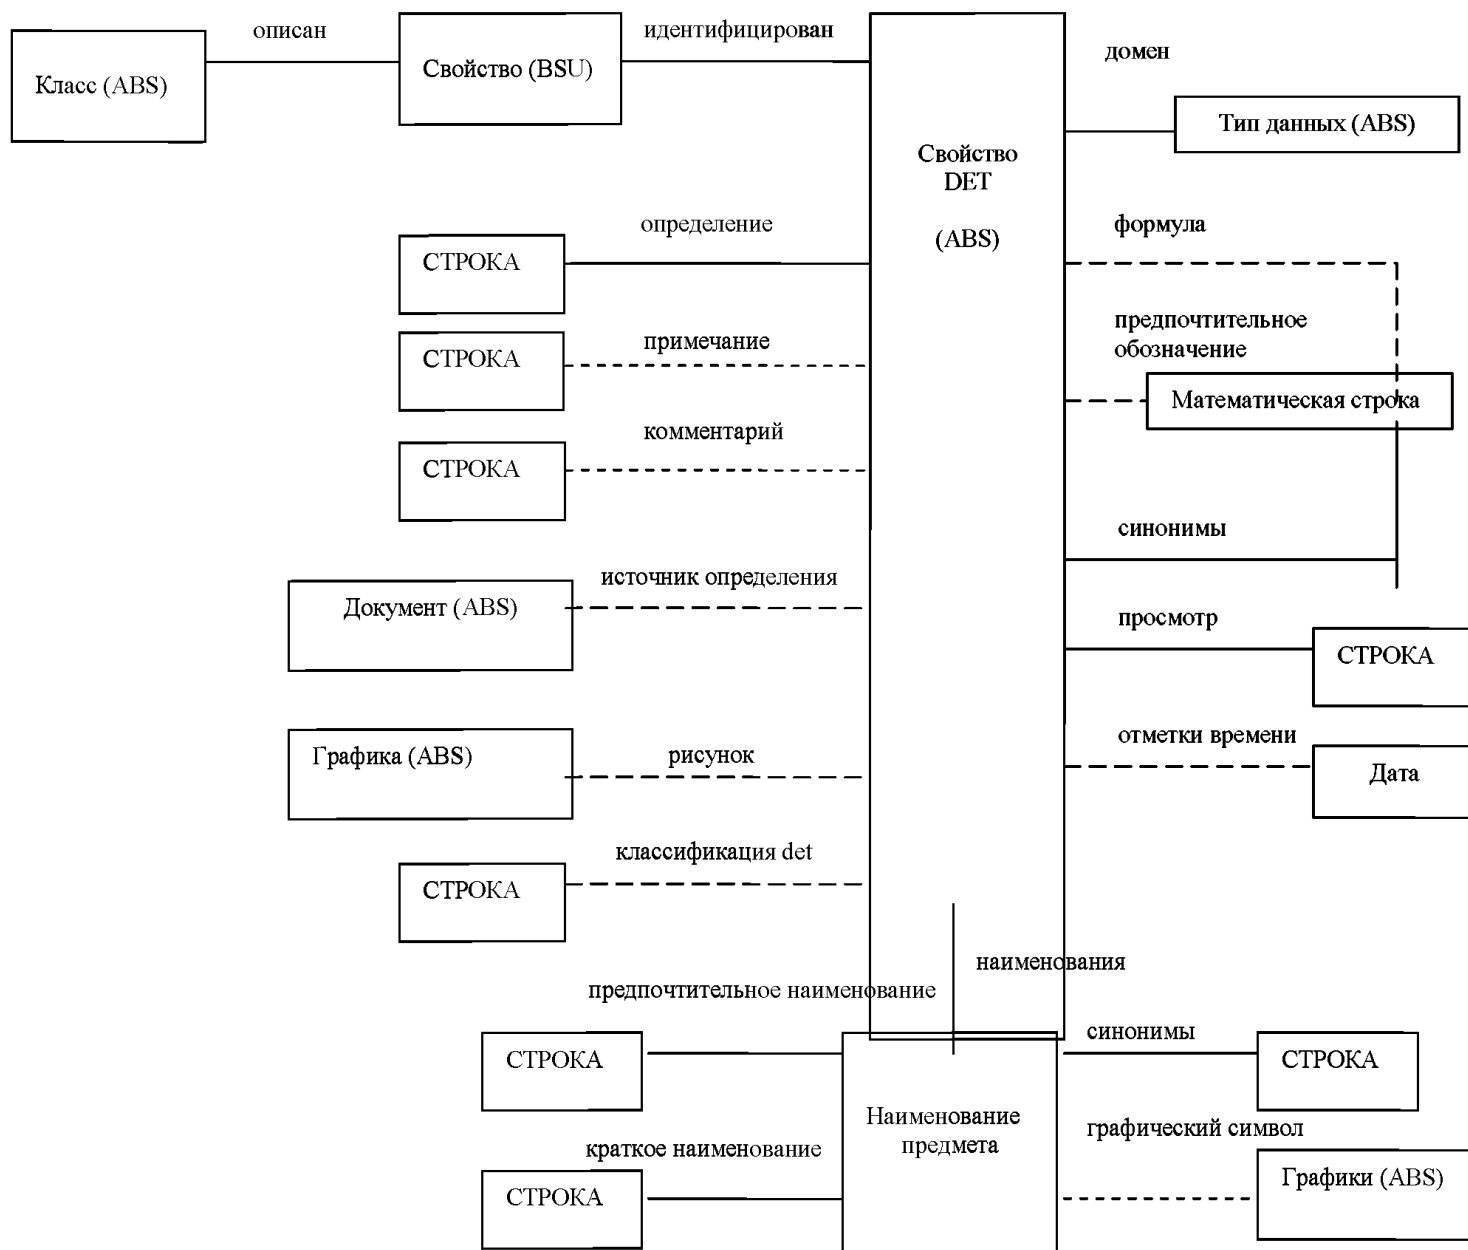 описан
идентифицирован
домен
Класс (ABS)
Свойство (BSU)
Тип данных (ABS)
Свойство
DET
(ABS)
определение
формула
СТРОКА
примечание
предпочтительное
обозначение
СТРОКА
Математическая строка
комментарий
СТРОКА
синонимы
источник определения
Документ (ABS)
просмотр
СТРОКА
рисунок
отметки времени
Графика (ABS)
Дата
классификация det
СТРОКА
наименования
предпочтительное наименование
синонимы
СТРОКА
СТРОКА
Наименование
предмета
краткое наименование
графический символ
СТРОКА
Графики (ABS)